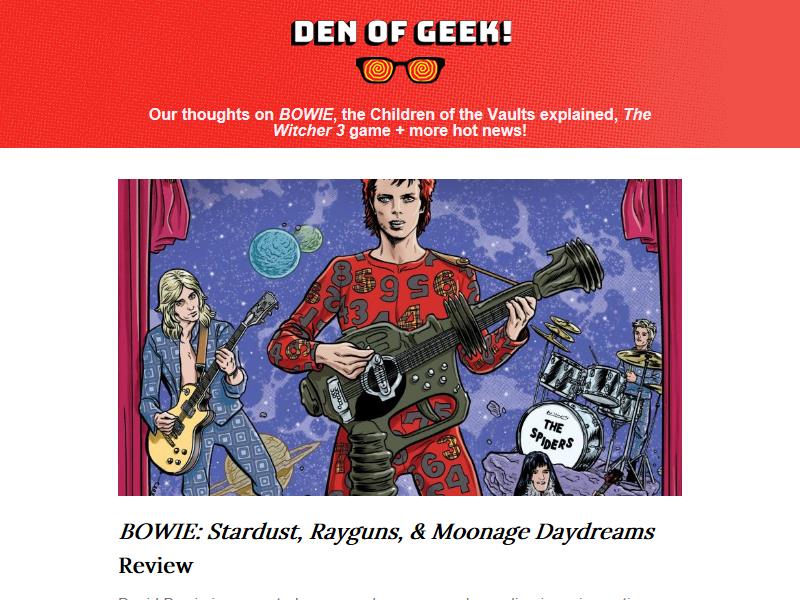 DEN OF GEEK!
Our thoughts on BOWIE, the Children of the Vaults explained, The
Witcher 3 game + more hot news!
THE
SPIDERS
BOWIE: Stardust, Rayguns, & Moonage Daydreams
Review